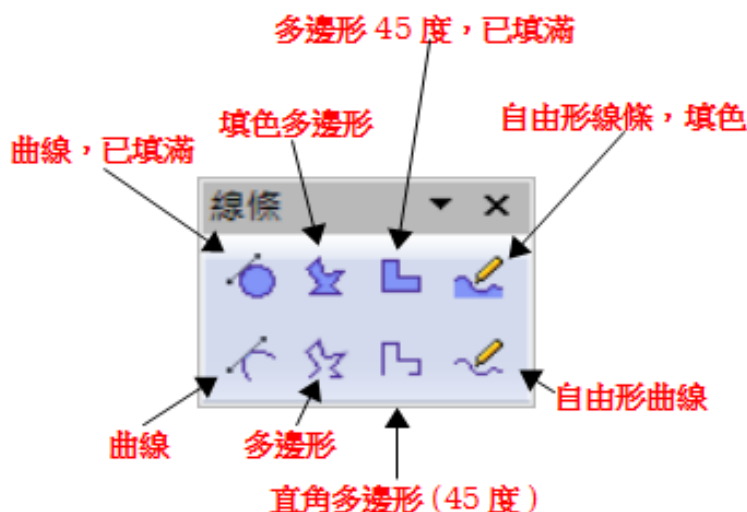 多邊形 45 度，已填滿
填色多邊形
自由形線條，填色
曲線，已填滿
線條
自由形曲線
曲線
多邊形
直角多邊形 (45 度 )